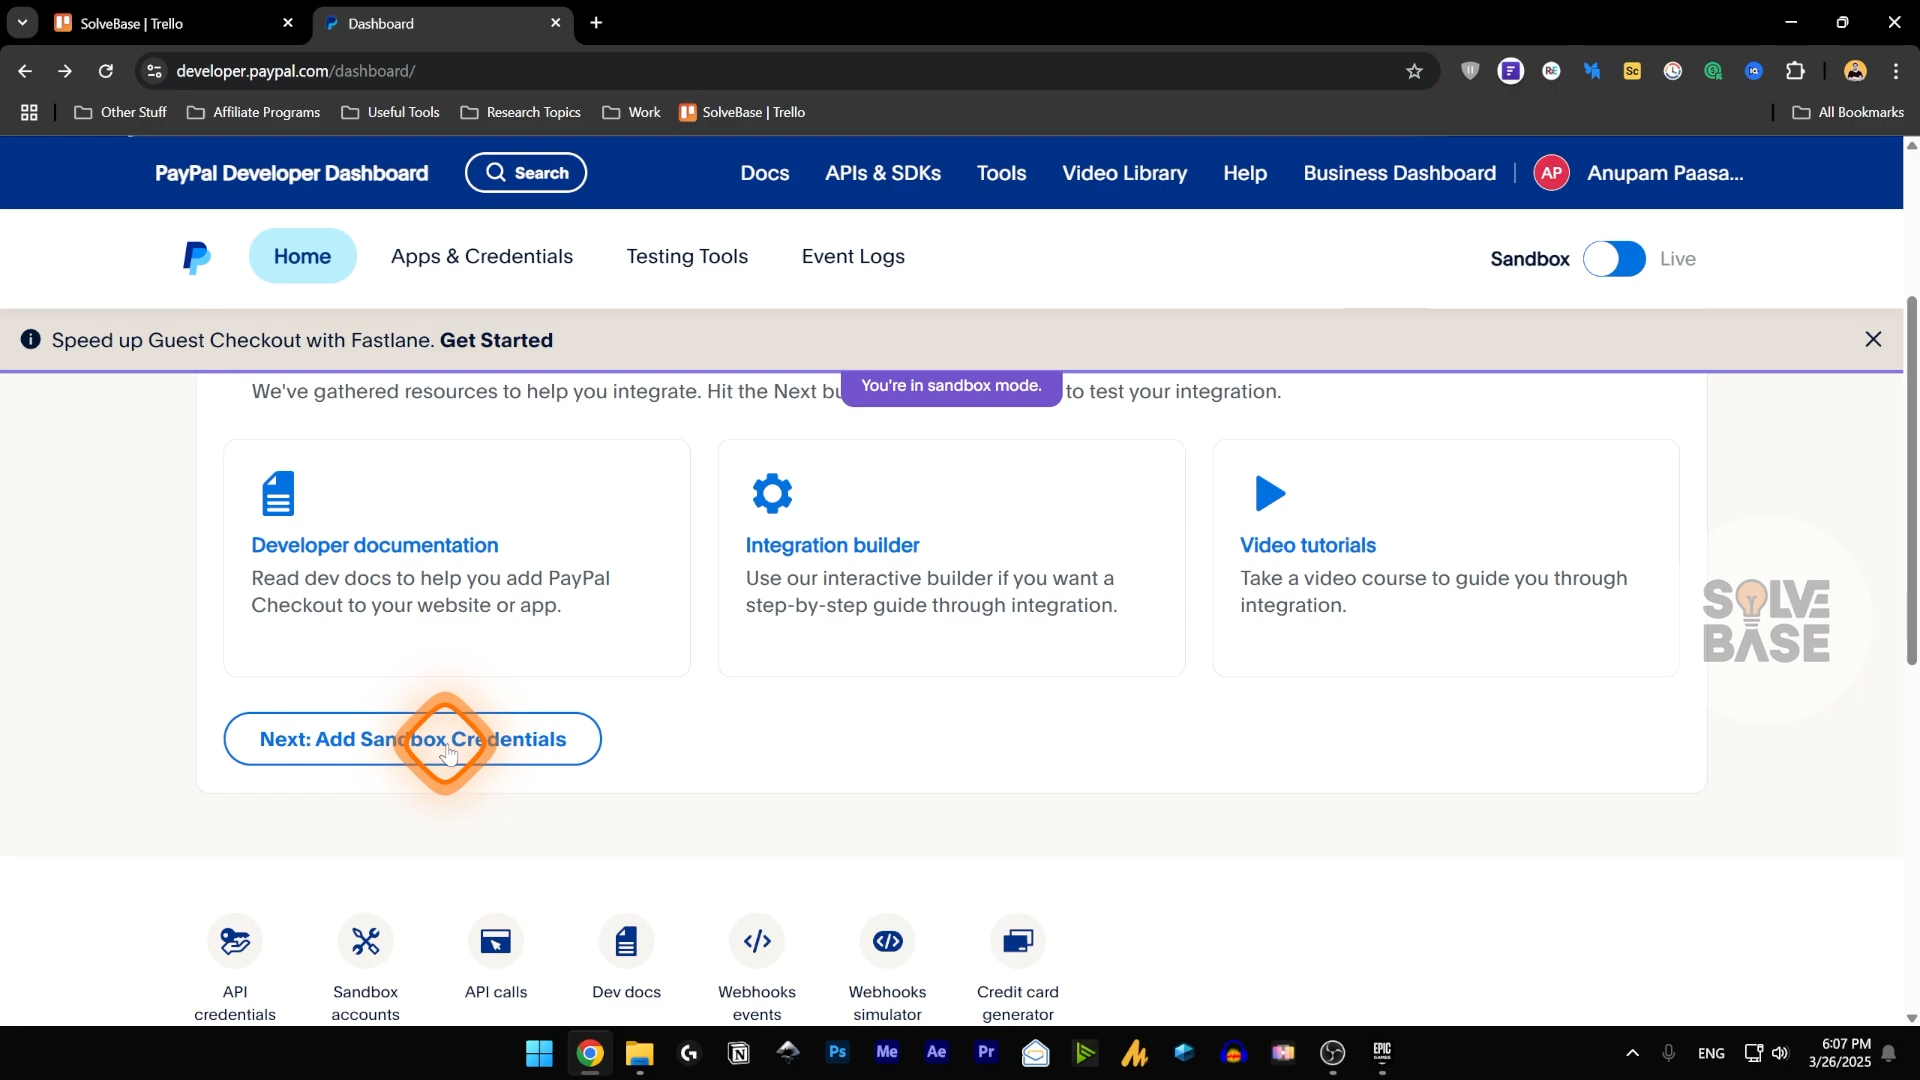 SolveBase | Trello
Dashboard
developer.paypal.com/dashboard/
Other Stuff
Affiliate Programs
Useful Tools
Research Topics
Work
SolveBase | Trello
All Bookmarks
PayPal Developer Dashboard
Search
Docs
APIs & SDKs
Tools
Video Library
Help
Business Dashboard
AP
Anupam Paasa...
Home
Apps & Credentials
Testing Tools
Event Logs
Sandbox
Live
Speed up Guest Checkout with Fastlane. Get Started
You're in sandbox mode.
We've gathered resources to help you integrate. Hit the Next bu to test your integration.
Developer documentation
Read dev docs to help you add PayPal
Checkout to your website or app.
Integration builder
Use our interactive builder if you want a
step-by-step guide through integration.
Video tutorials
Take a video course to guide you through
integration.
SOLVE
BASE
Next: Add Sandbox Credentials
API
credentials
Sandbox
accounts
API calls
Dev docs
Webhooks
events
Webhooks
simulator
Credit card
generator
Ps
Me
Ae
Pr
EPIC
GAMES
ENG
6:07 PM
3/26/2025